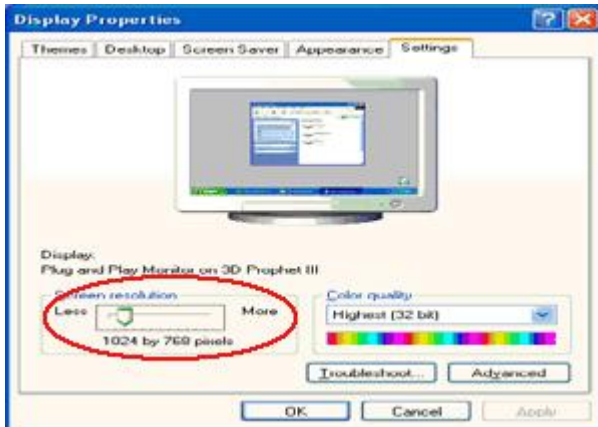 Display Properties
Themes Desktop Screen Saver Appearance Settings
Display:
Plug and Play Monitor on 3D Prophet III
Screen resolution
Less More
1024 by 768 pixels
Color quality
Highest (32 bit)
Troubleshoot... Advanced
OK Cancel Apply